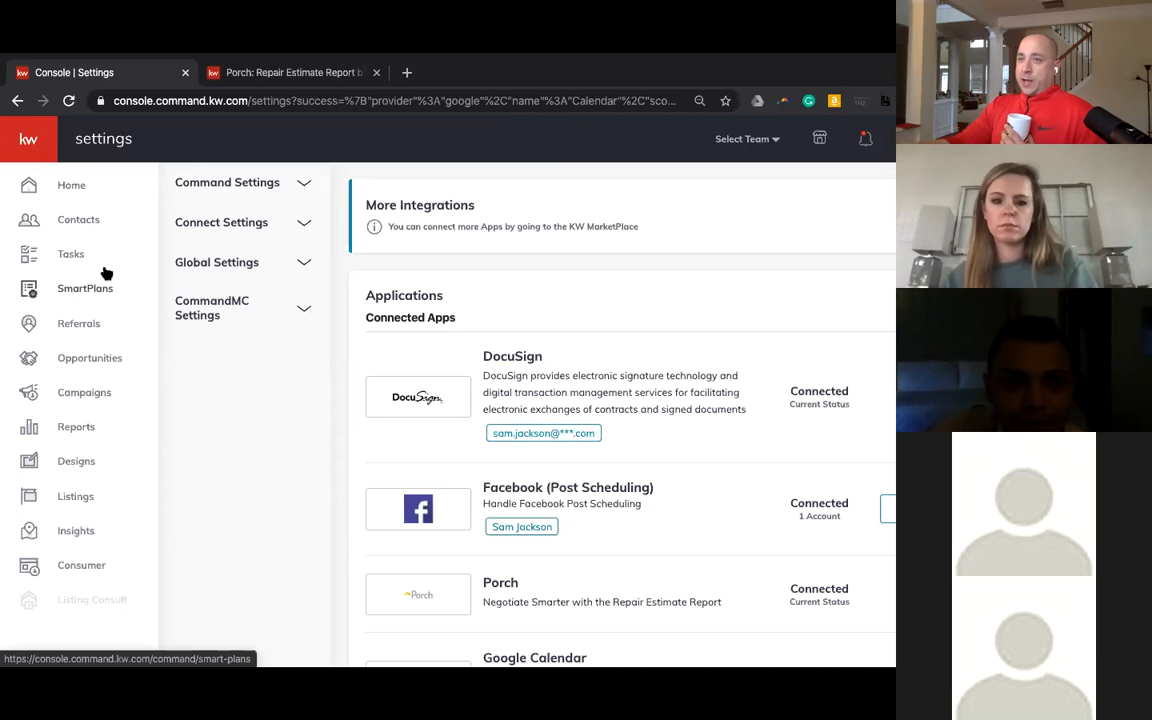 Console | Settings
Porch: Repair Estimate Report b
console.command.kw.com/settings?success=%7B"provider"%3A"google"%2C"name"%3A"Calendar"%2C"sco...
kw
settings
Select Team
Home
Contacts
Tasks
SmartPlans
Referrals
Opportunities
Campaigns
Reports
Designs
Listings
Insights
Consumer
Listing Consult
https://console.command.kw.com/command/smart-plans
Command Settings
Connect Settings
Global Settings
CommandMC
Settings
More Integrations
You can connect more Apps by going to the KW MarketPlace
Applications
Connected Apps
DocuSign
DocuSign
DocuSign provides electronic signature technology and
digital transaction management services for facilitating
electronic exchanges of contracts and signed documents
sam.jackson@***.com
Connected
Current Status
Facebook (Post Scheduling)
Handle Facebook Post Scheduling
Sam Jackson
Connected
1 Account
Porch
Porch
Negotiate Smarter with the Repair Estimate Report
Connected
Current Status
Google Calendar